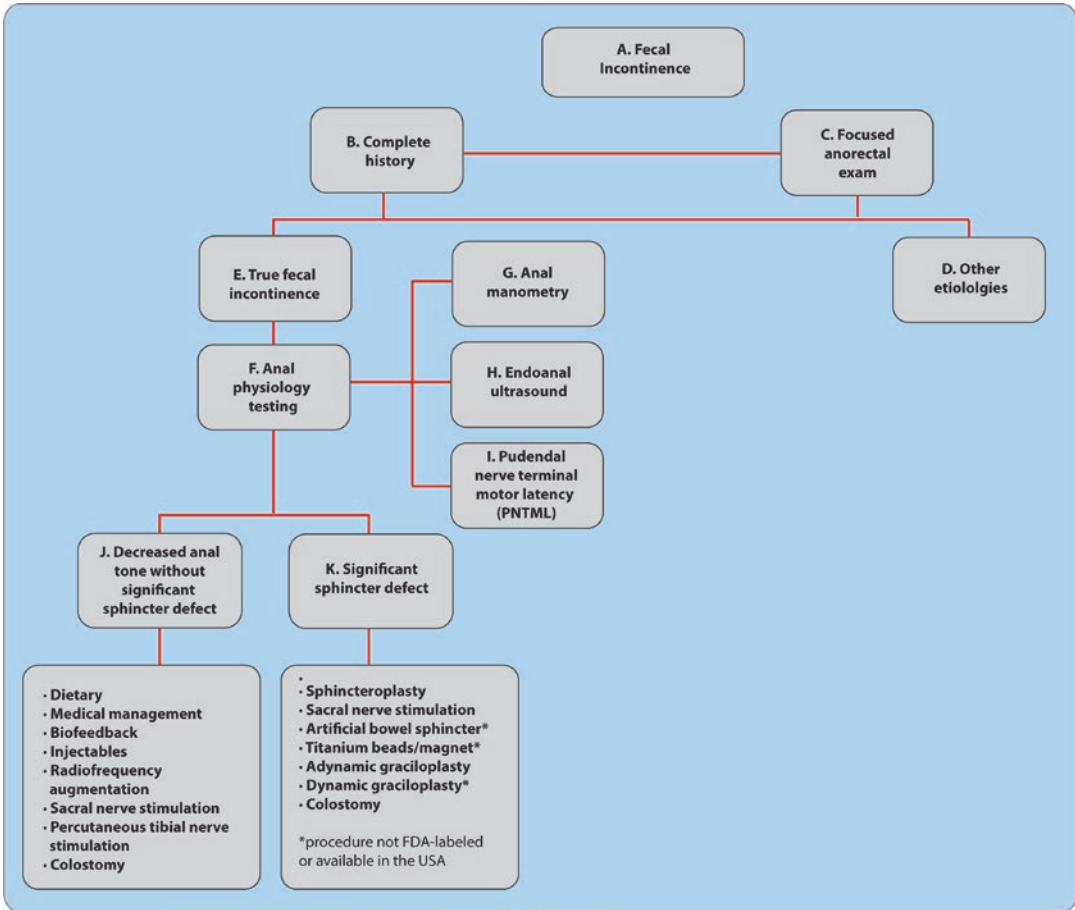 A. Fecal
Incontinence
B. Complete
history
C. Focused
anorectal
exam
E. True fecal
incontinence
G. Anal
manometry
D. Other
etiololgies
F. Anal
physiology
testing
H. Endoanal
ultrasound
I. Pudendal
nerve terminal
motor latency
(PNTML)
J. Decreased anal
tone without
significant
sphincter defect
K. Significant
sphincter defect
· Dietary
· Medical management
· Biofeedback
· Injectables
· Radiofrequency
augmentation
· Sacral nerve stimulation
· Percutaneous tibial nerve
stimulation
· Colostomy
·
· Sphincteroplasty
· Sacral nerve stimulation
· Artificial bowel sphincter*
· Titanium beads/magnet*
· Adynamic graciloplasty
· Dynamic graciloplasty*
· Colostomy
*procedure not FDA-labeled
or available in the USA